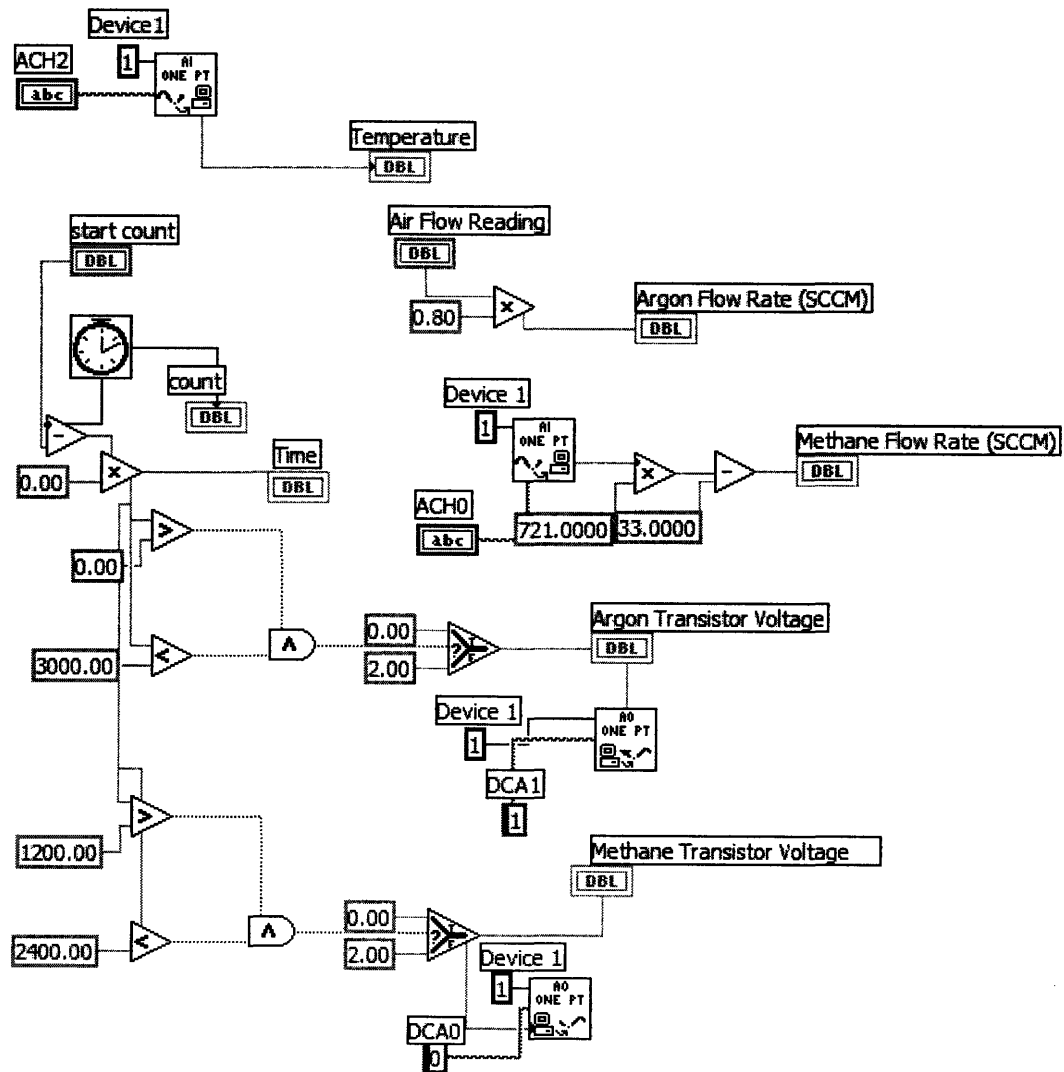 Device1
ACH2
1
AI
ONE PT
abc
Temperature
DBL
start count
DBL
Air Flow Reading
DBL
0.80
x
Argon Flow Rate (SCCM)
DBL
count
DBL
-
0.00
x
Time
DBL
Device 1
1
AI
ONE PT
x
-
Methane Flow Rate (SCCM)
DBL
ACH0
abc
721.0000
33.0000
>
0.00
<
3000.00
∧
0.00
?
T
F
2.00
Argon Transistor Voltage
DBL
Device 1
1
AO
ONE PT
DCA1
1
>
1200.00
<
2400.00
∧
0.00
?
T
F
2.00
Methane Transistor Voltage
DBL
Device 1
1
AO
ONE PT
DCA0
0